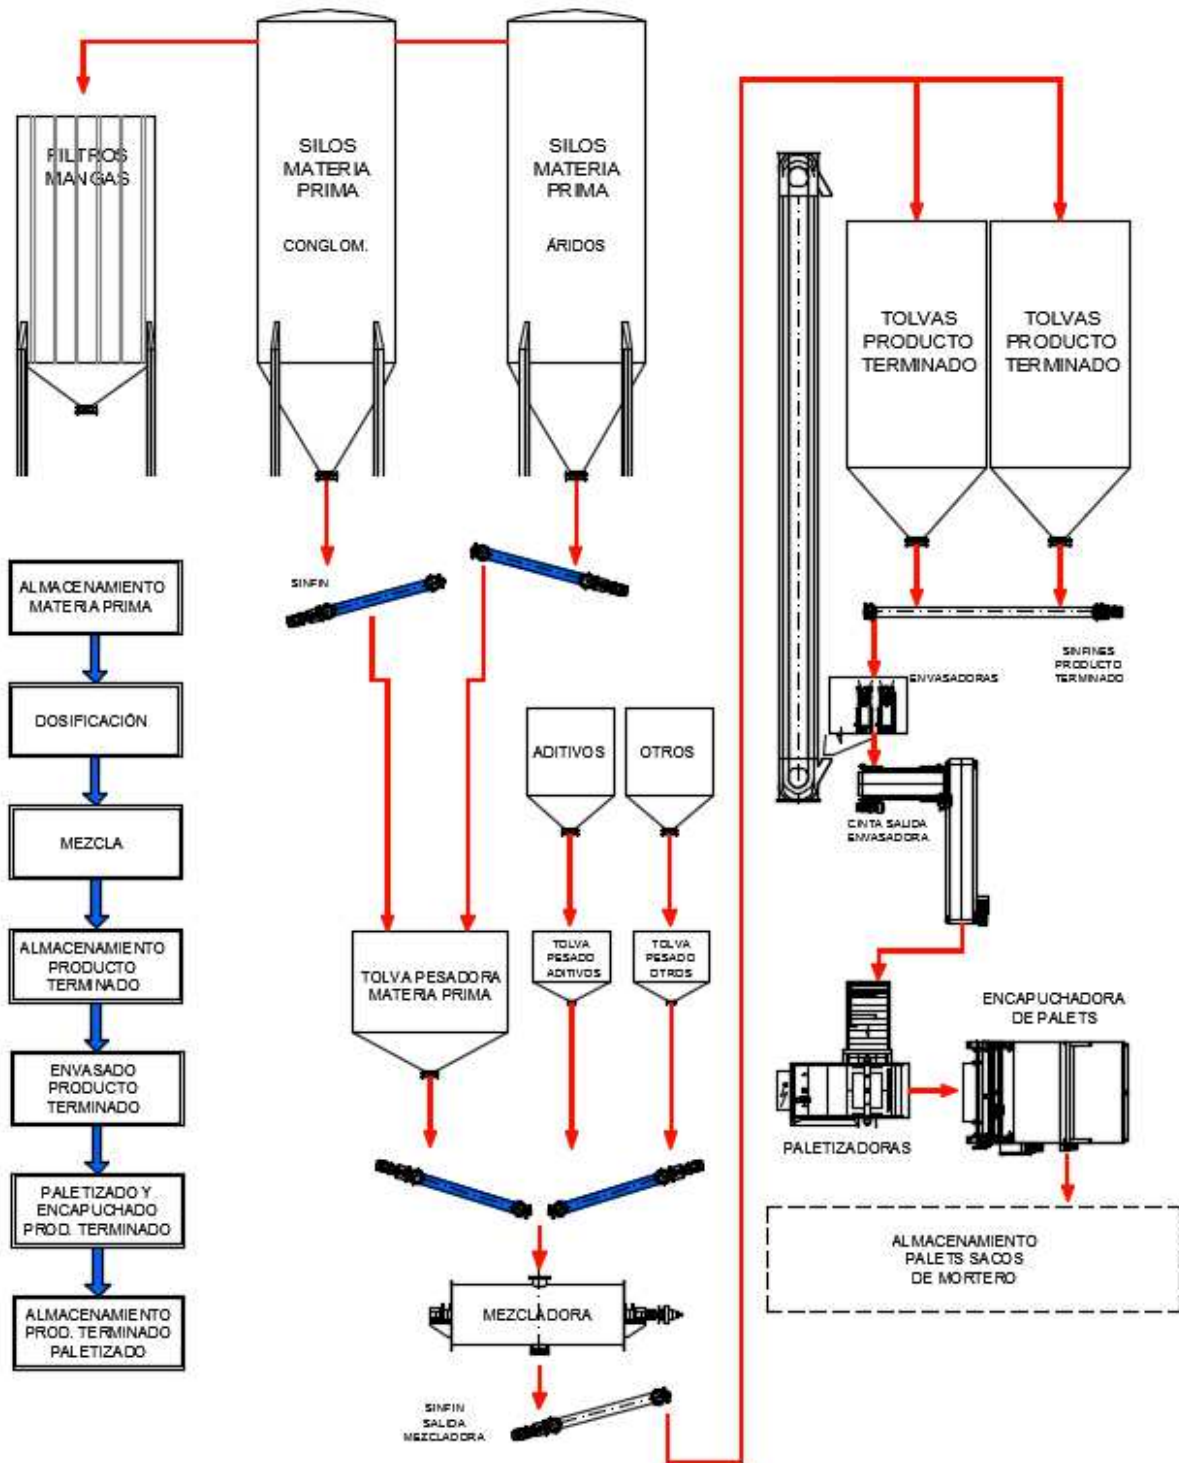 FILTROS
MANGAS
SILOS
MATERIA
PRIMA
CONGLOM.
SILOS
MATERIA
PRIMA
ÁRIDOS
TOLVAS
PRODUCTO
TERMINADO
TOLVAS
PRODUCTO
TERMINADO
SINFIN
SINFINES
PRODUCTO
TERMINADO
ENVASADORAS
CINTA SALIDA
ENVASADORA
ALMACENAMIENTO
MATERIA PRIMA
DOSIFICACIÓN
MEZCLA
ALMACENAMIENTO
PRODUCTO
TERMINADO
ENVASADO
PRODUCTO
TERMINADO
PALETIZADO Y
ENCAPUCHADO
PROD. TERMINADO
ALMACENAMIENTO
PROD. TERMINADO
PALETIZADO
ADITIVOS
OTROS
TOLVA PESADORA
MATERIA PRIMA
TOLVA
PESADO
ADITIVOS
TOLVA
PESADO
OTROS
MEZCLADORA
SINFIN
SALIDA
MEZCLADORA
ENCAPUCHADORA
DE PALETS
PALETIZADORAS
ALMACENAMIENTO
PALETS SACOS
DE MORTERO